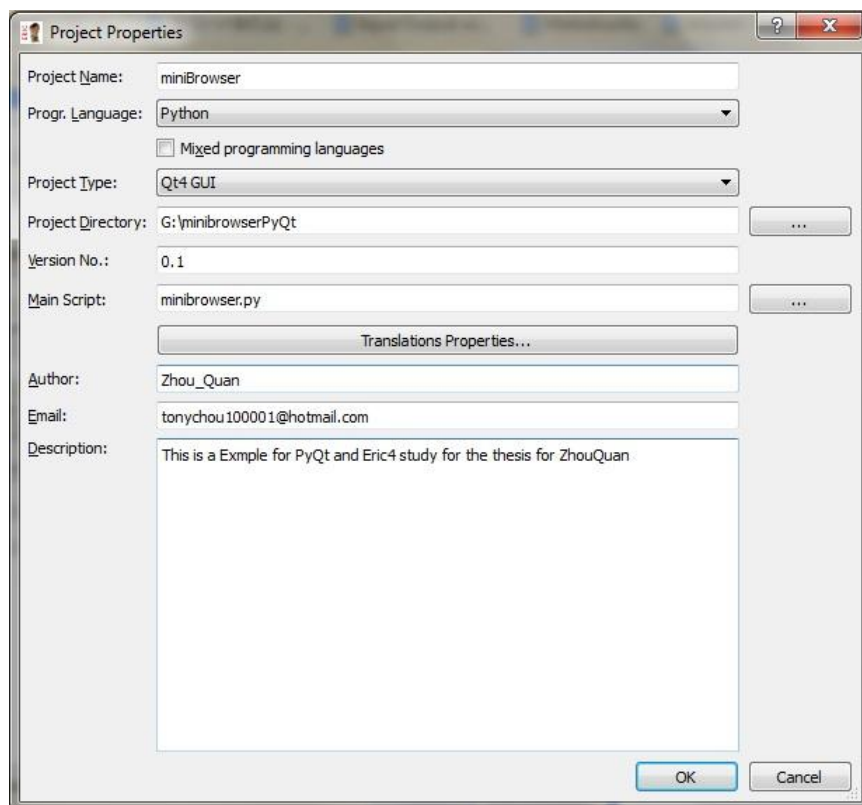 Project Properties
Project Name: miniBrowser
Progr. Language: Python
Mixed programming languages
Project Type: Qt4 GUI
Project Directory: G:\minibrowserPyQt ...
Version No.: 0.1
Main Script: minibrowser.py ...
Translations Properties...
Author: Zhou_Quan
Email: tonychou100001@hotmail.com
Description: This is a Exmple for PyQt and Eric4 study for the thesis for ZhouQuan
OK Cancel